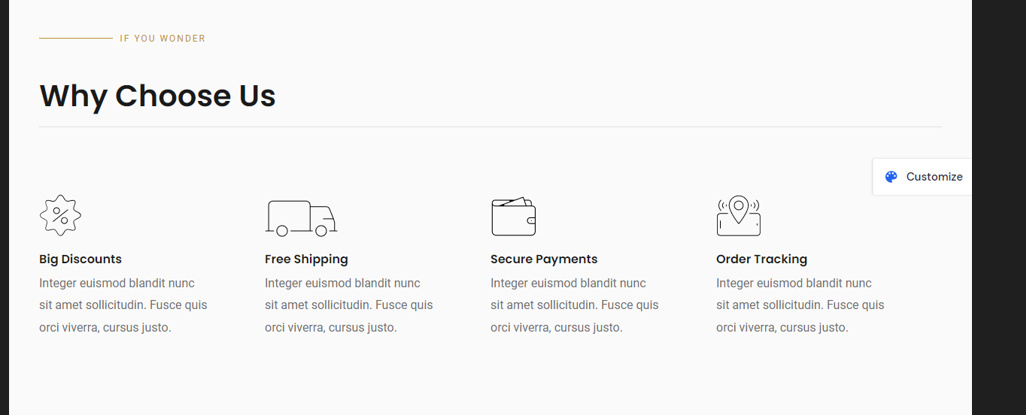 IF YOU WONDER
Why Choose Us
Customize
Big Discounts
Integer euismod blandit nunc
sit amet sollicitudin. Fusce quis
orci viverra, cursus justo.
Free Shipping
Integer euismod blandit nunc
sit amet sollicitudin. Fusce quis
orci viverra, cursus justo.
Secure Payments
Integer euismod blandit nunc
sit amet sollicitudin. Fusce quis
orci viverra, cursus justo.
Order Tracking
Integer euismod blandit nunc
sit amet sollicitudin. Fusce quis
orci viverra, cursus justo.